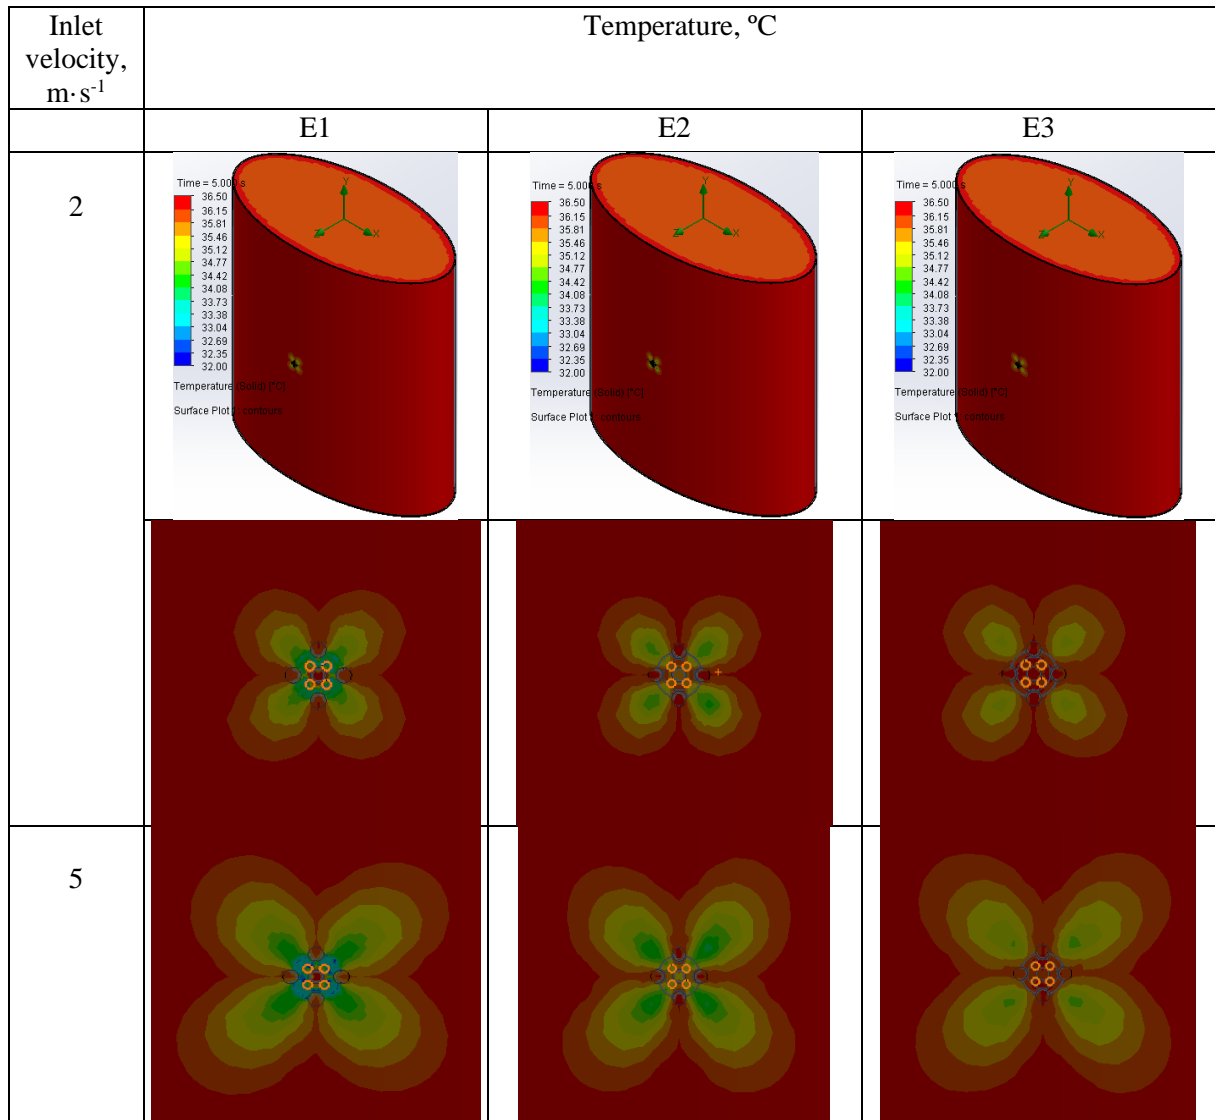 Inlet
velocity,
m·s⁻¹
Temperature, ºC
E1
E2
E3
2
Time = 5.000 s
36.50
36.15
35.81
35.46
35.12
34.77
34.42
34.08
33.73
33.38
33.04
32.69
32.35
32.00
Temperature (Solid) [°C]
Surface Plot 1: contours
Y
Z
X
Time = 5.000 s
36.50
36.15
35.81
35.46
35.12
34.77
34.42
34.08
33.73
33.38
33.04
32.69
32.35
32.00
Temperature (Solid) [°C]
Surface Plot 1: contours
Y
Z
X
Time = 5.000 s
36.50
36.15
35.81
35.46
35.12
34.77
34.42
34.08
33.73
33.38
33.04
32.69
32.35
32.00
Temperature (Solid) [°C]
Surface Plot 1: contours
Y
Z
X
5